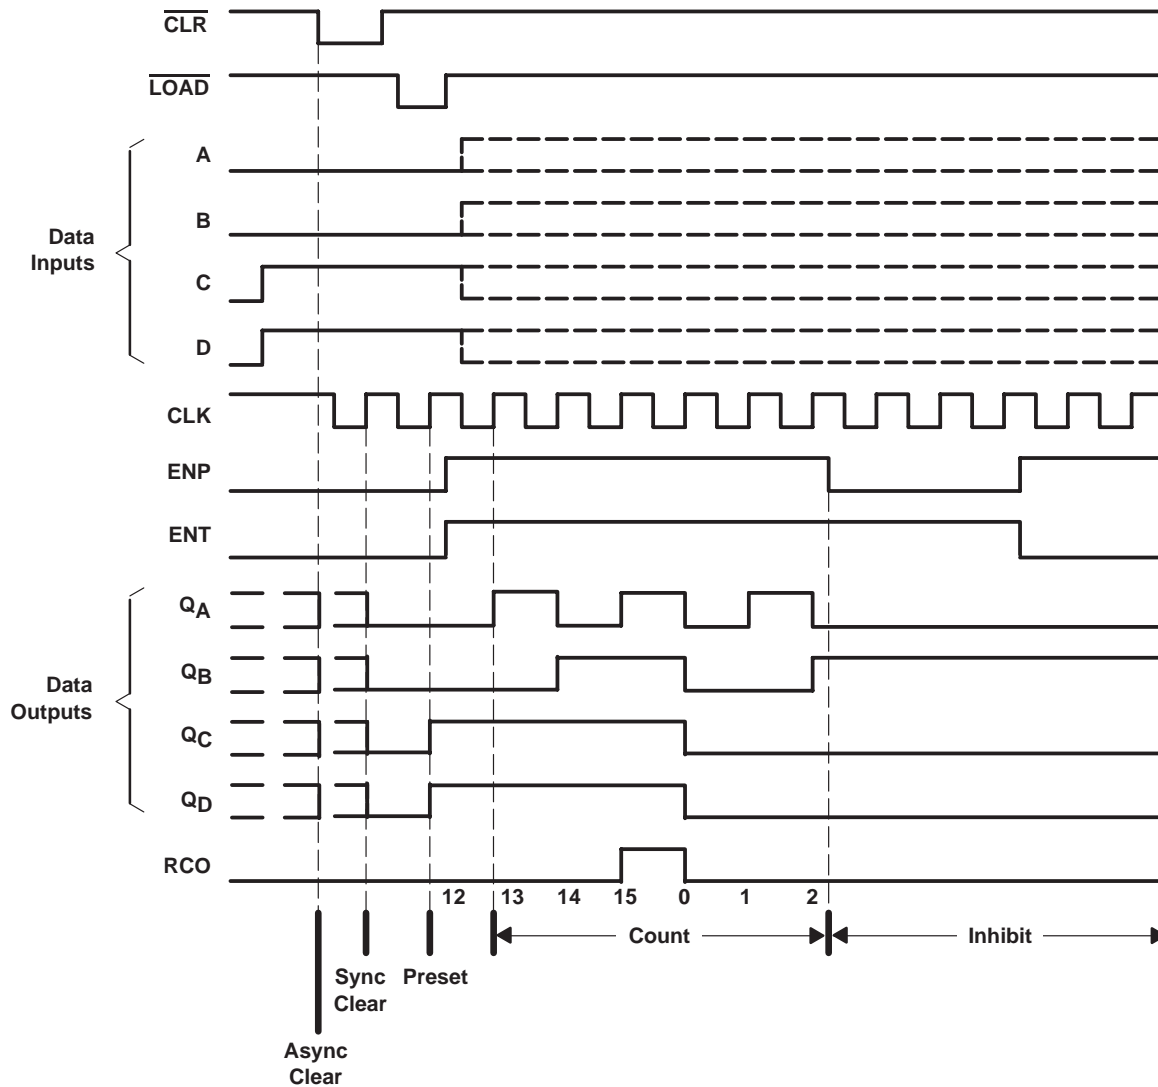 CLR
LOAD
A
B
Data
Inputs
C
D
CLK
ENP
ENT
QA
QB
Data
Outputs
QC
QD
RCO
12 13 14 15 0 1 2
Count Inhibit
Sync Preset
Clear
Async
Clear